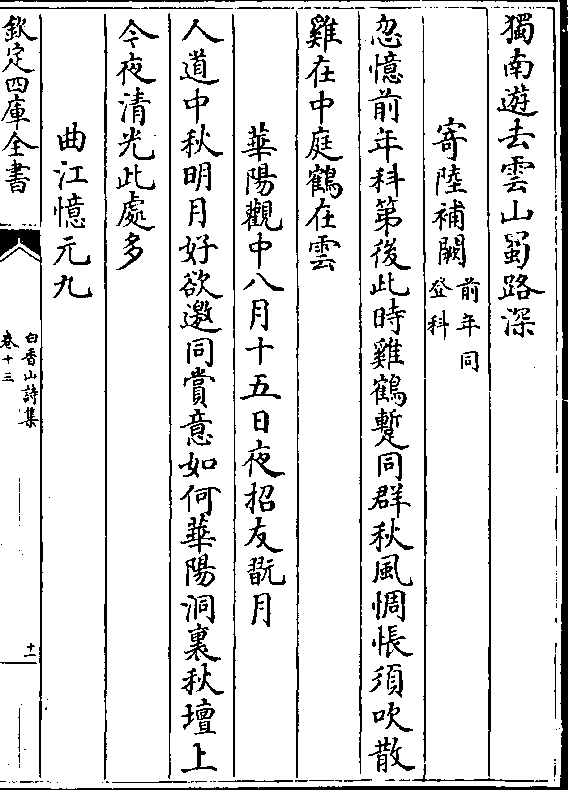 獨南遊去雲山蜀路深
寄陸補闕前年同登科
忽憶前年科第後此時雞鶴蹔同群秋風惆悵須吹散
雞在中庭鶴在雲
華陽觀中八月十五日夜招友翫月
人道中秋明月好欲邀同賞意如何華陽洞裏秋壇上
今夜清光此處多
曲江憶元九
欽定四庫全書
白香山詩集
卷十三
十一